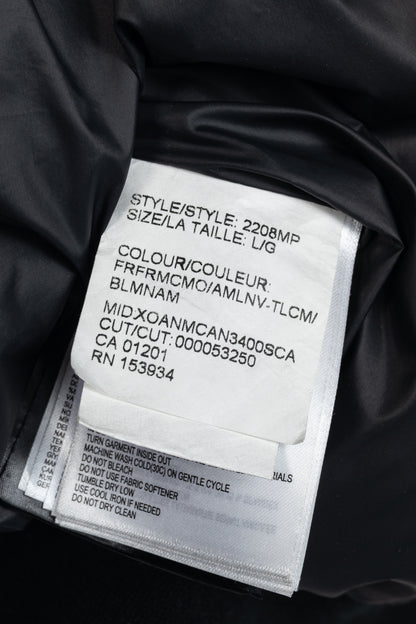 STYLE/STYLE: 2208MP
SIZE/LA TAILLE: L/G
COLOUR/COULEUR:
FRFRMCMO/AMLNV-TLCM/
BLMNAM
MIDXOANMCAN3400SCA
CUT/CUT: 000053250
CA 01201
RN 153934
TURN GARMENT INSIDE OUT
MACHINE WASH COLD(30C) ON GENTLE CYCLE
DO NOT BLEACH
DO NOT USE FABRIC SOFTENER
TUMBLE DRY LOW
USE COOL IRON IF NEEDED
DO NOT DRY CLEAN